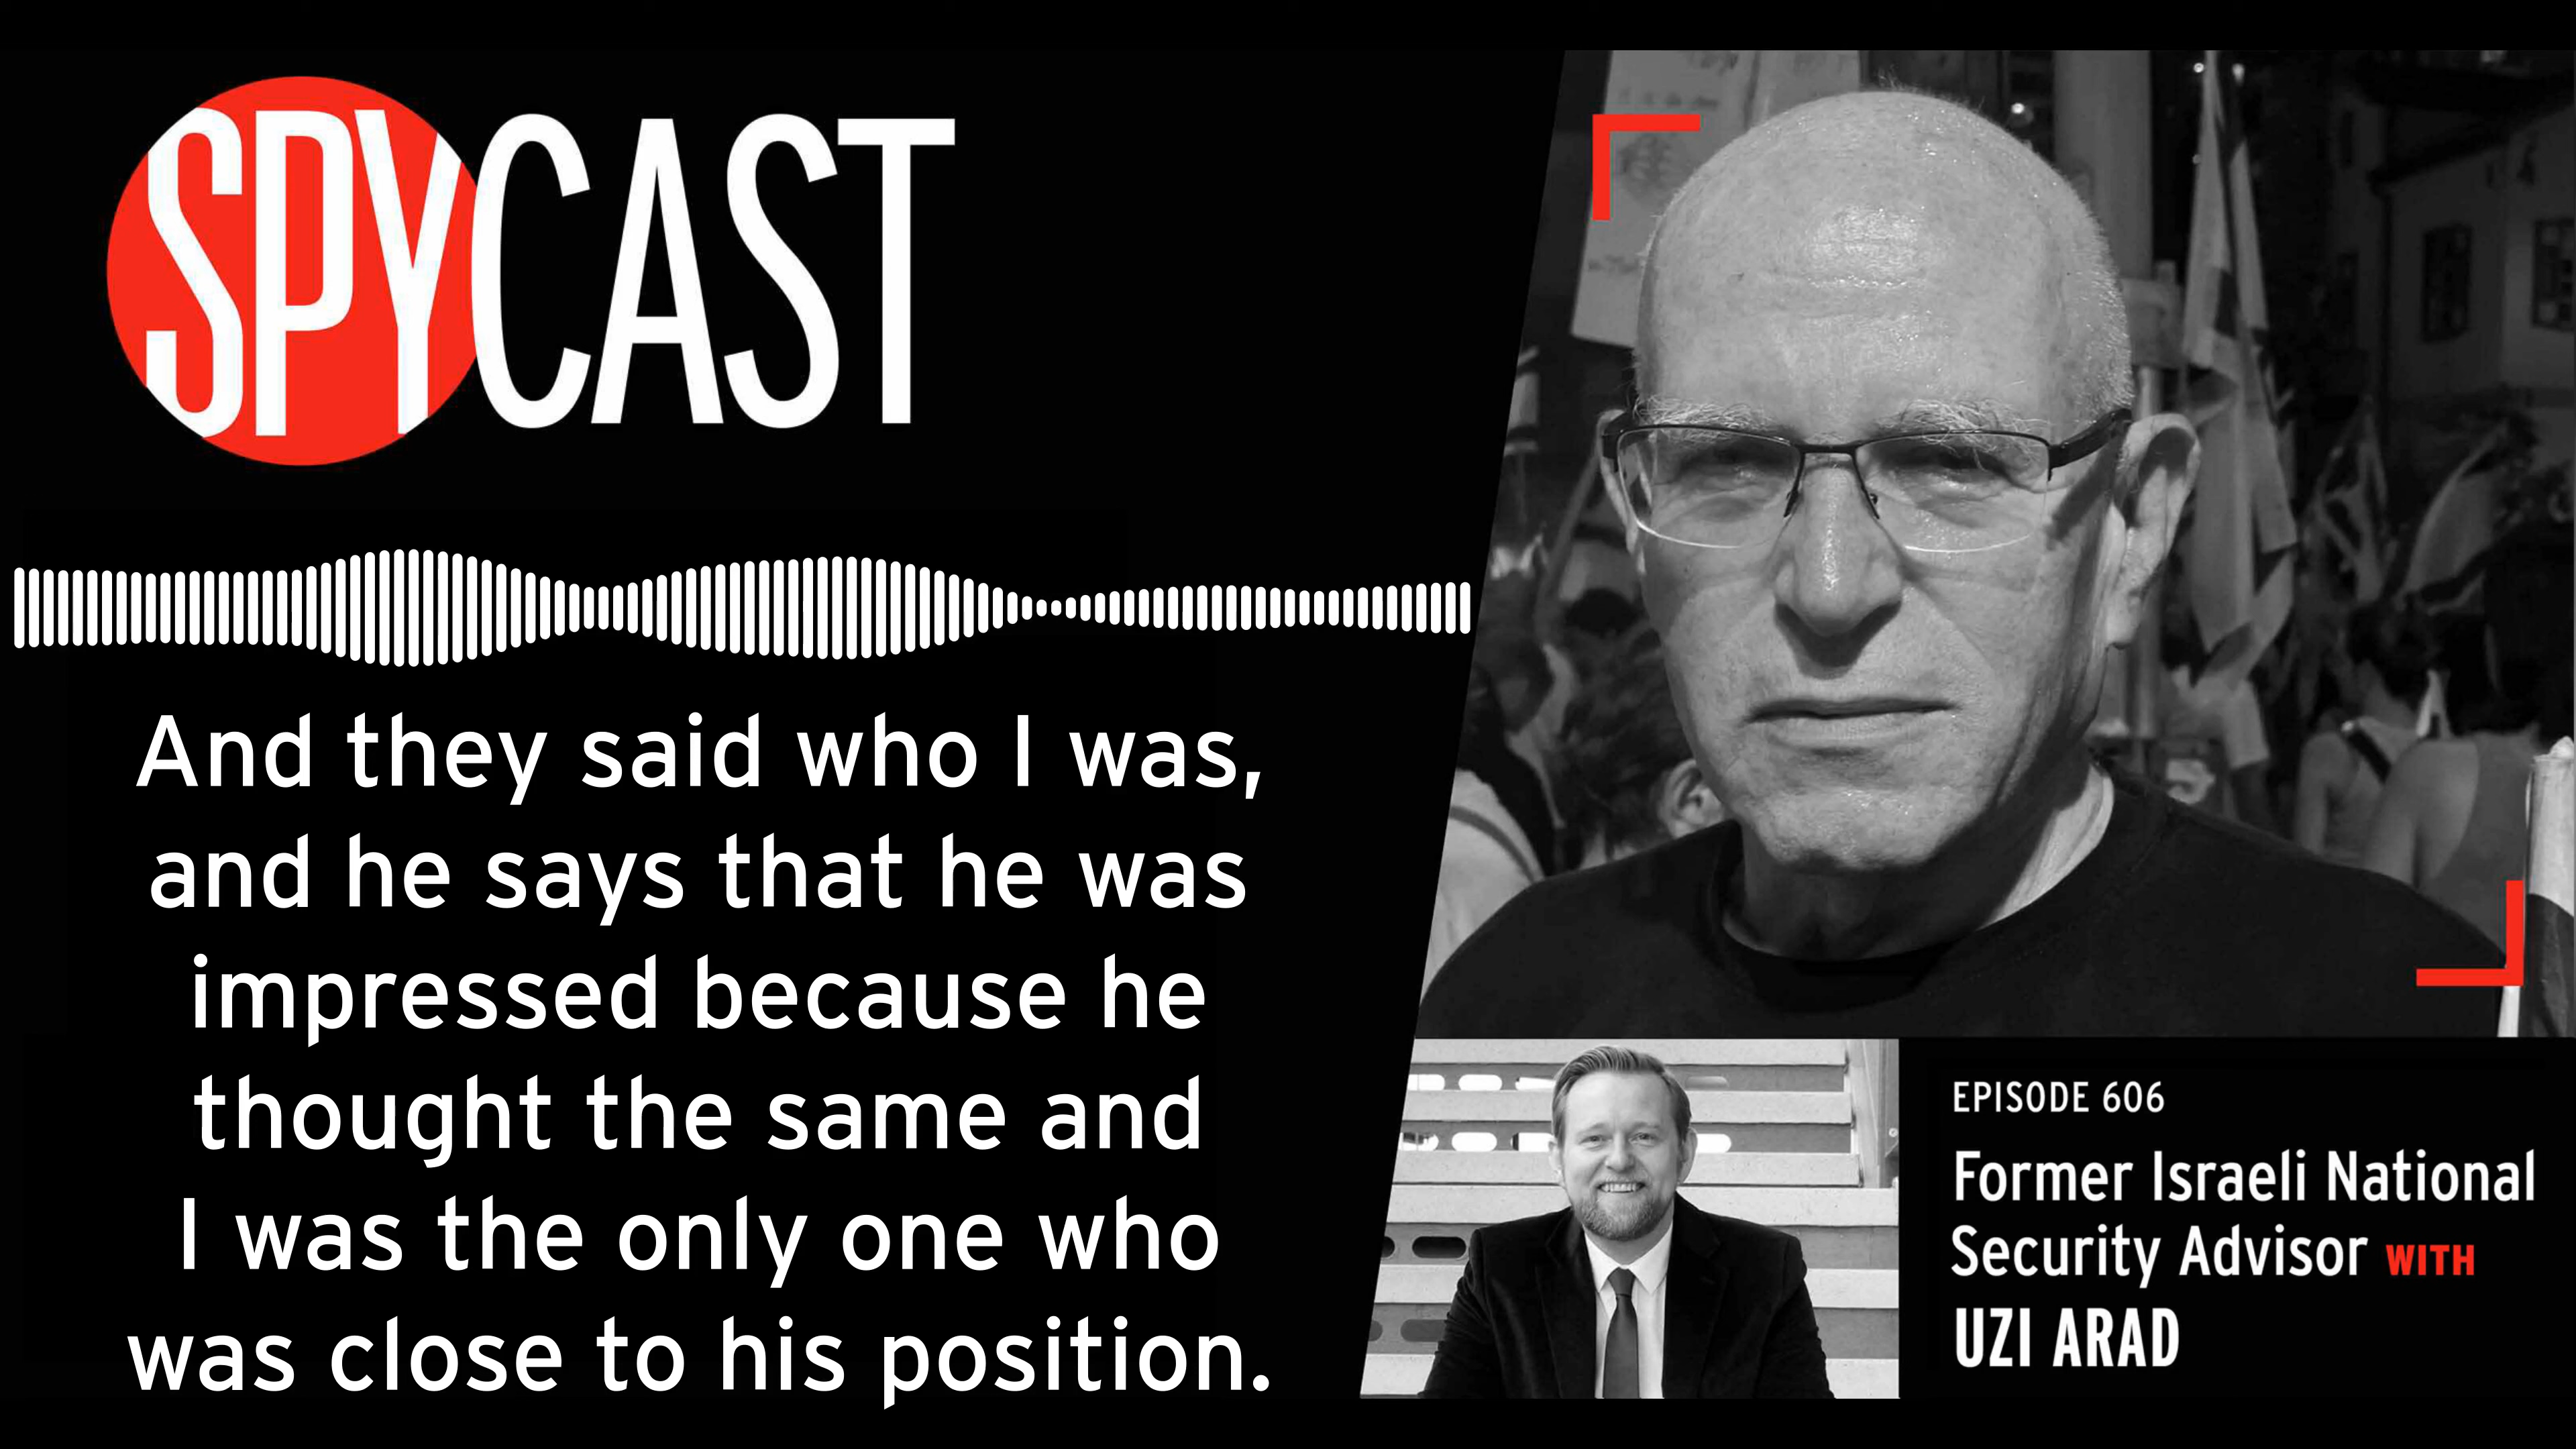 SPYCAST
And they said who I was,
and he says that he was
impressed because he
thought the same and
I was the only one who
was close to his position.
EPISODE 606
Former Israeli National
Security Advisor WITH
UZI ARAD